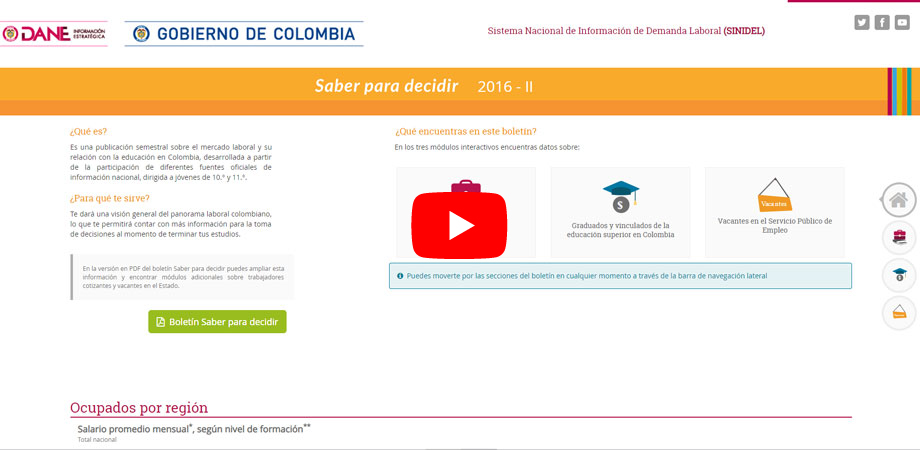 DANE INFORMACIÓN ESTRATÉGICA
GOBIERNO DE COLOMBIA
Sistema Nacional de Información de Demanda Laboral (SINIDEL)
Saber para decidir 2016 - II
¿Qué es?
Es una publicación semestral sobre el mercado laboral y su
relación con la educación en Colombia, desarrollada a partir
de la participación de diferentes fuentes oficiales de
información nacional, dirigida a jóvenes de 10.º y 11.º.
¿Para qué te sirve?
Te dará una visión general del panorama laboral colombiano,
lo que te permitirá contar con más información para la toma
de decisiones al momento de terminar tus estudios.
En la versión en PDF del boletín Saber para decidir puedes ampliar esta
información y encontrar módulos adicionales sobre trabajadores
cotizantes y vacantes en el Estado.
Boletín Saber para decidir
¿Qué encuentras en este boletín?
En los tres módulos interactivos encuentras datos sobre:
Graduados y vinculados de la
educación superior en Colombia
Vacantes
Vacantes en el Servicio Público de
Empleo
Puedes moverte por las secciones del boletín en cualquier momento a través de la barra de navegación lateral
Ocupados por región
Salario promedio mensual*, según nivel de formación**
Total nacional